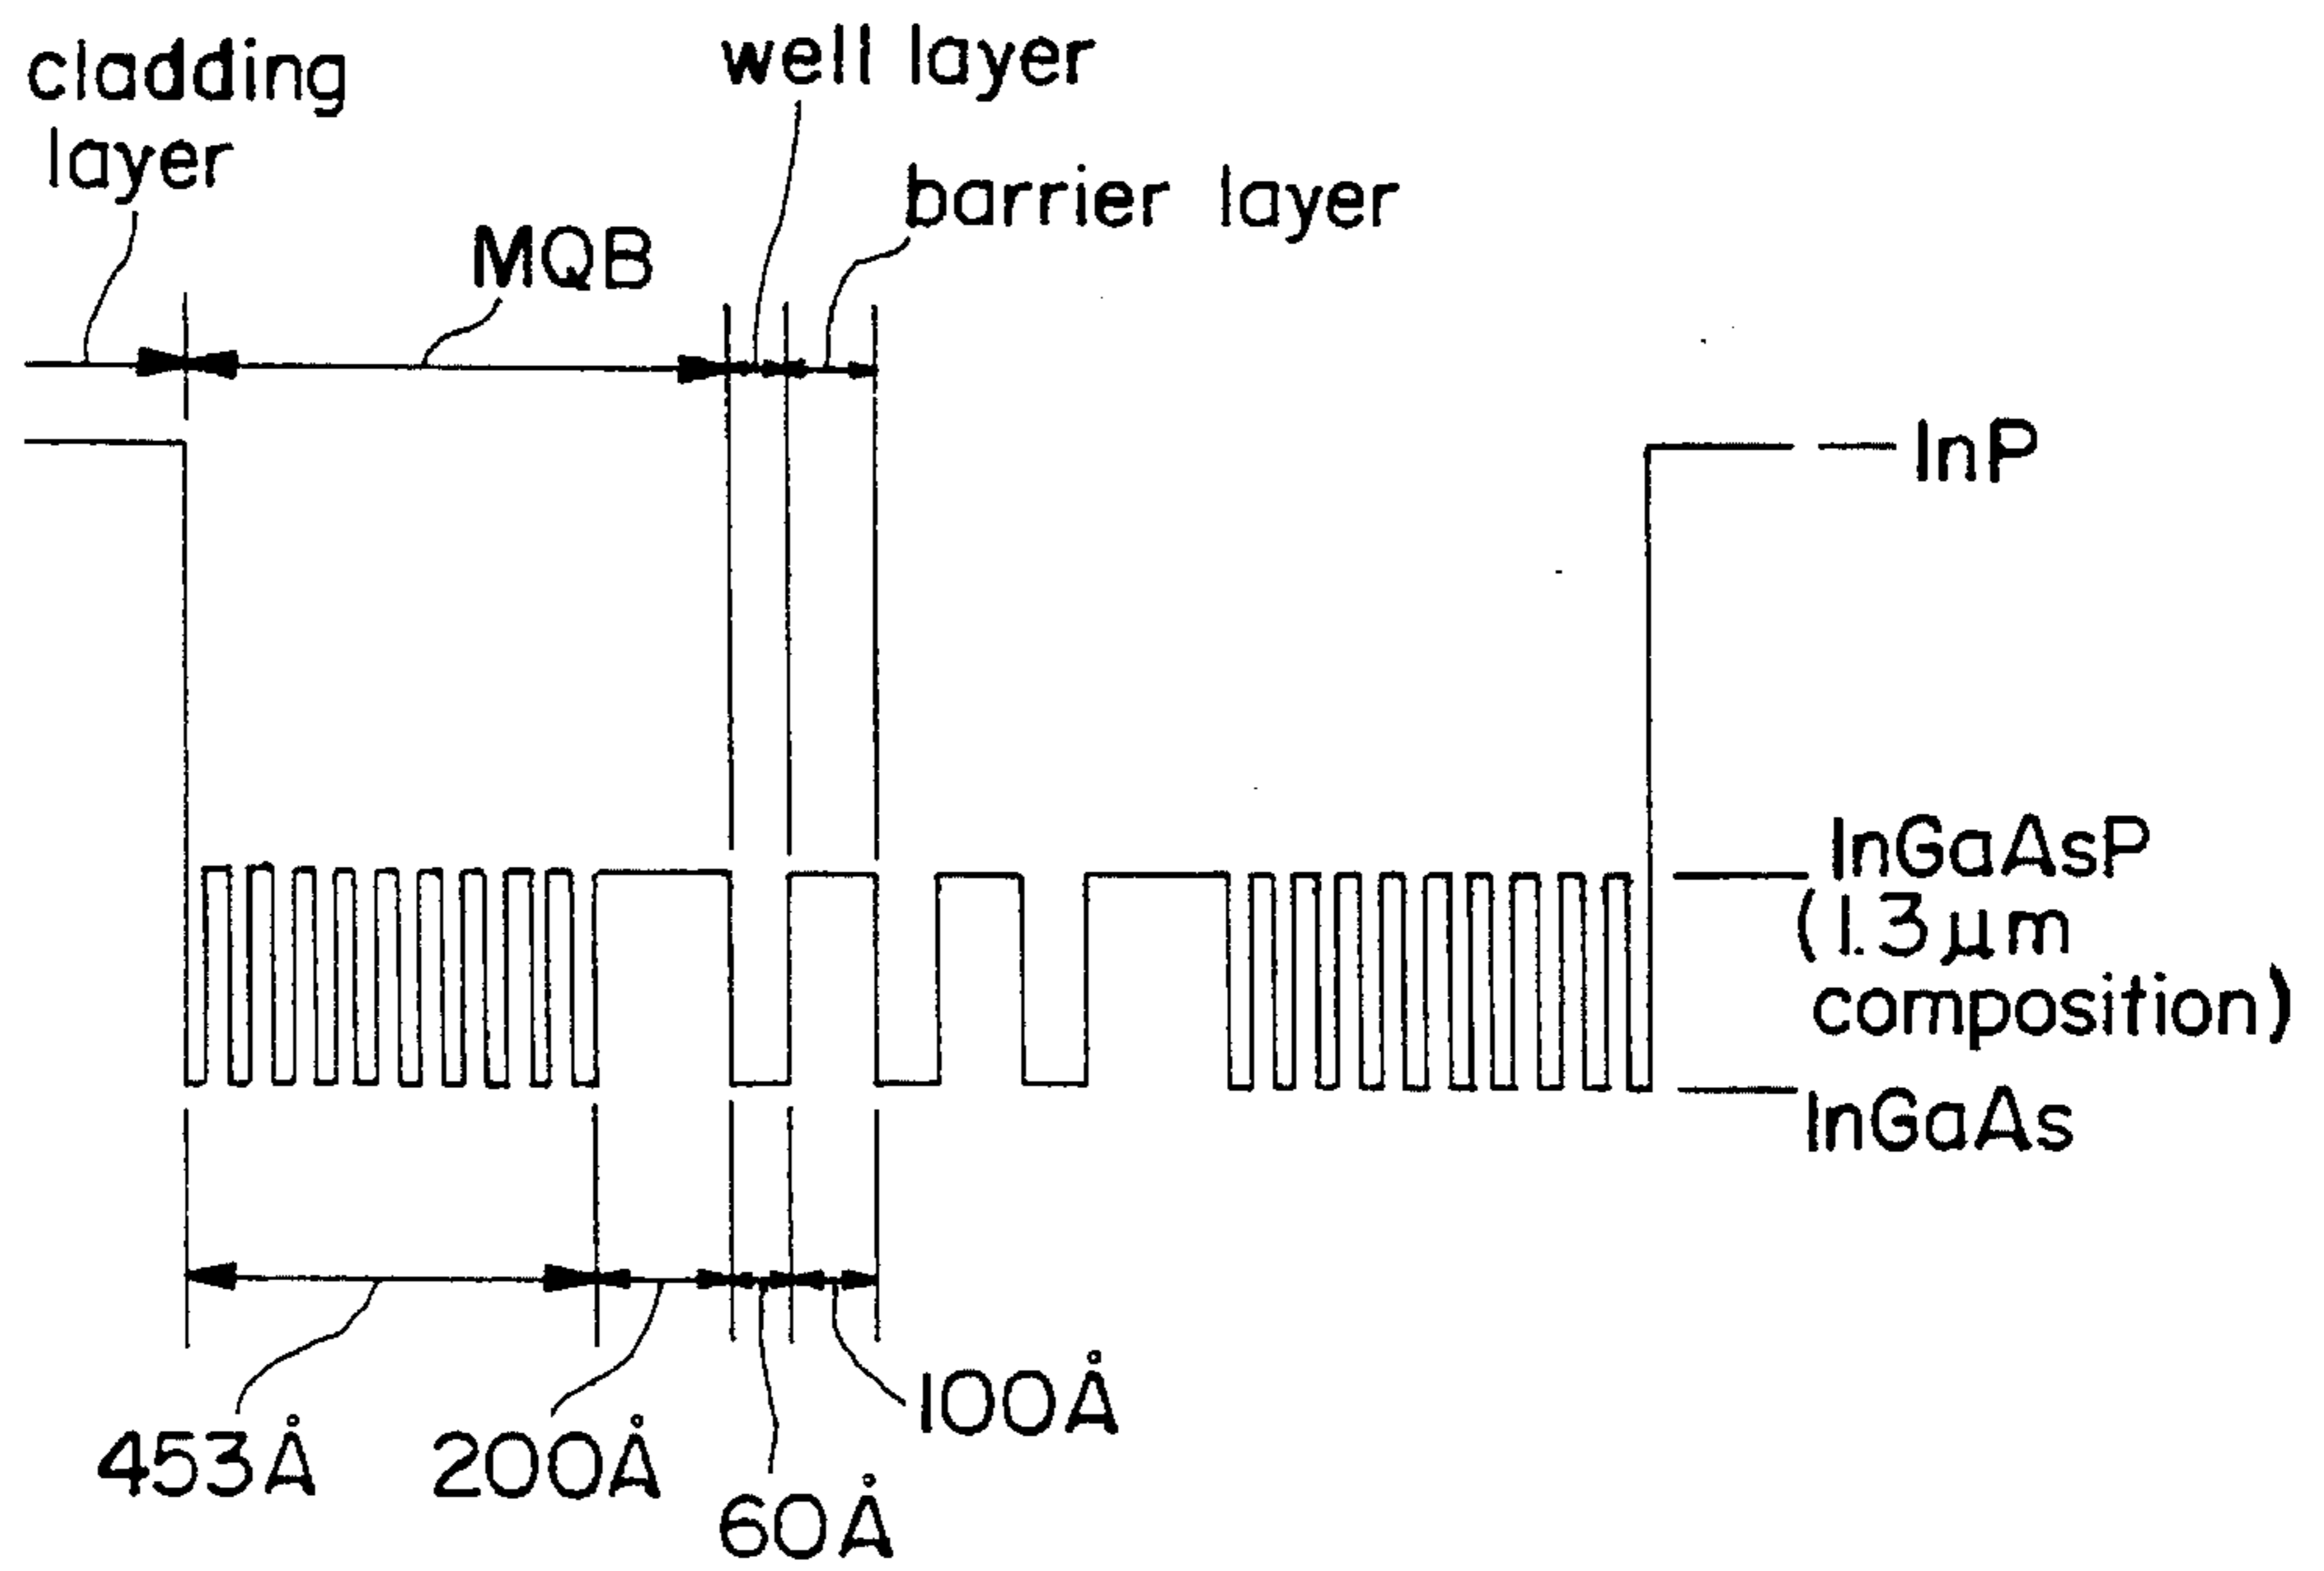 cladding
layer
well layer
barrier layer
MQB
InP
InGaAsP
(1.3μm
composition)
InGaAs
453Å
200Å
60Å
100Å